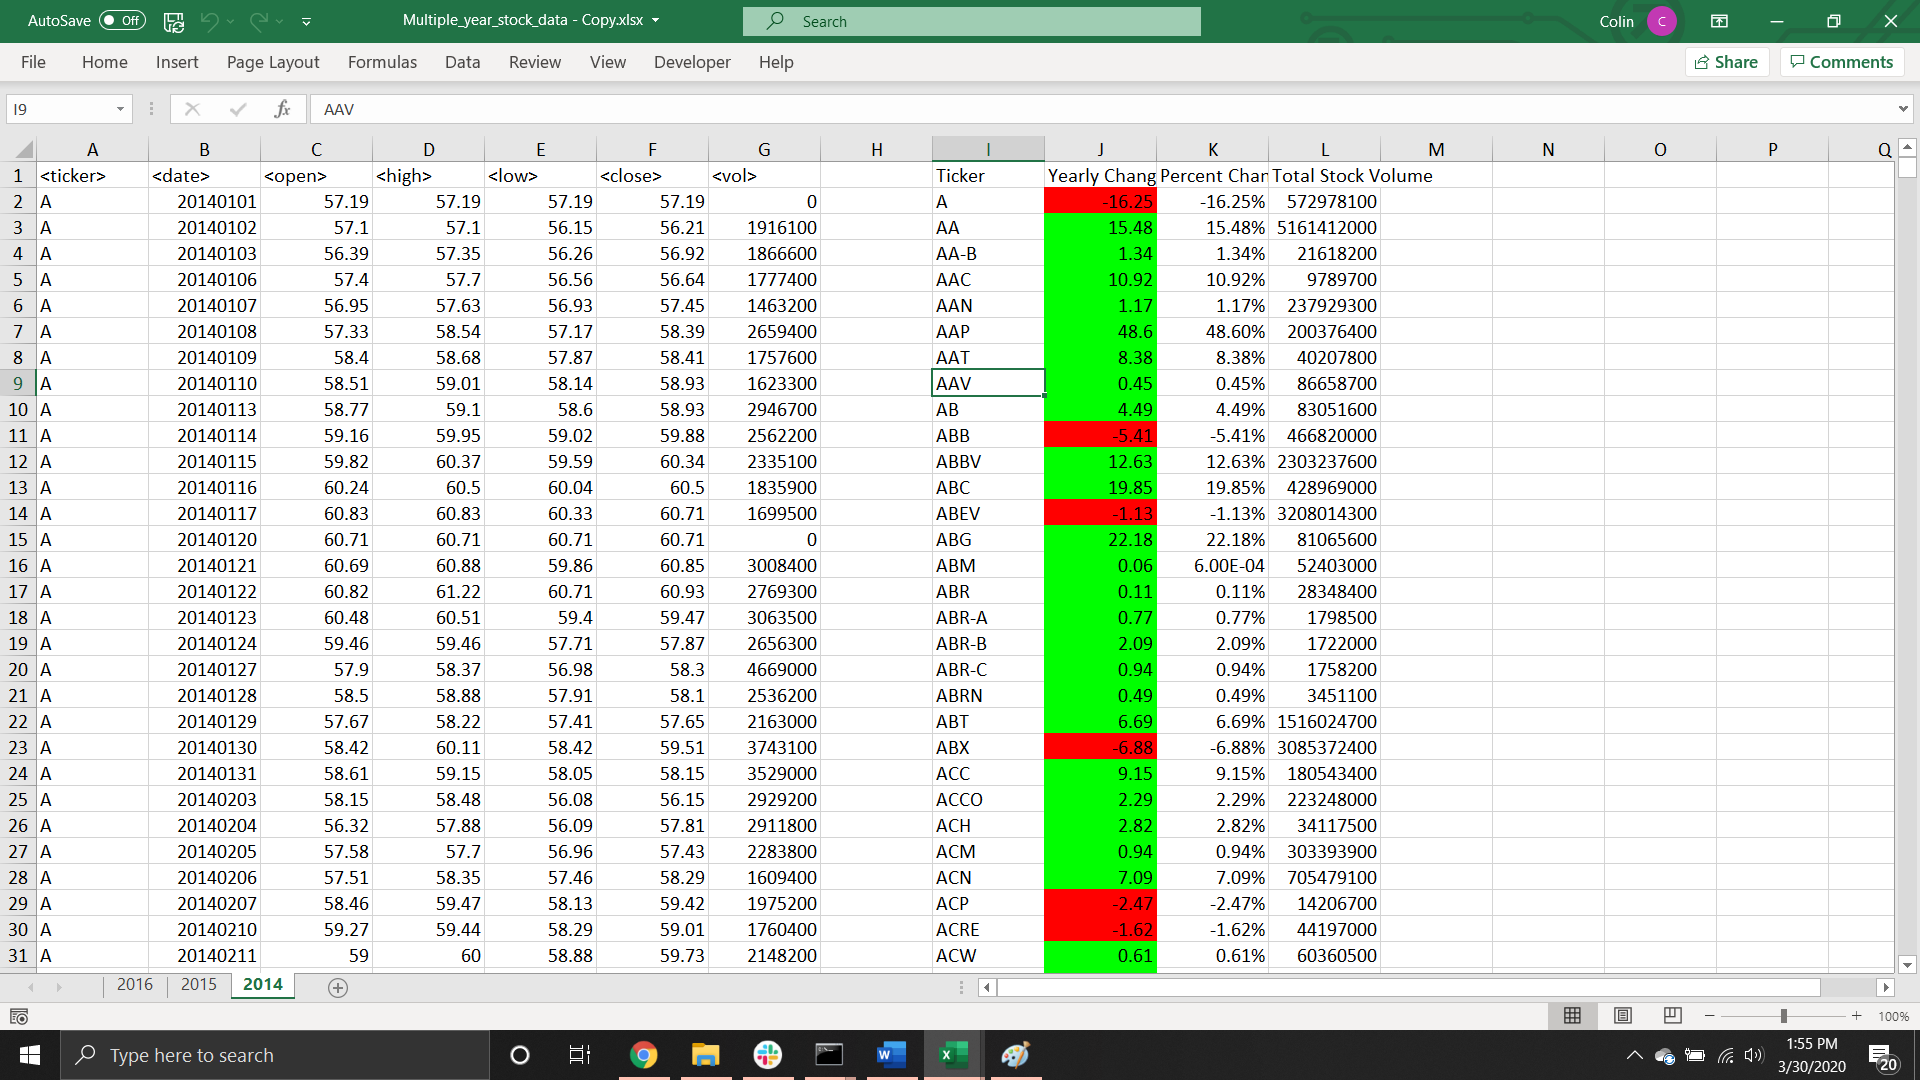 AutoSave Off Multiple_year_stock_data - Copy.xlsx Search Colin C
File Home Insert Page Layout Formulas Data Review View Developer Help Share Comments
I9 fx AAV
A B C D E F G H I J K L M N O P Q
1 <ticker> <date> <open> <high> <low> <close> <vol> Ticker Yearly Chang Percent Char Total Stock Volume
2 A 20140101 57.19 57.19 57.19 57.19 0 A -16.25 -16.25% 572978100
3 A 20140102 57.1 57.1 56.15 56.21 1916100 AA 15.48 15.48% 5161412000
4 A 20140103 56.39 57.35 56.26 56.92 1866600 AA-B 1.34 1.34% 21618200
5 A 20140106 57.4 57.7 56.56 56.64 1777400 AAC 10.92 10.92% 9789700
6 A 20140107 56.95 57.63 56.93 57.45 1463200 AAN 1.17 1.17% 237929300
7 A 20140108 57.33 58.54 57.17 58.39 2659400 AAP 48.6 48.60% 200376400
8 A 20140109 58.4 58.68 57.87 58.41 1757600 AAT 8.38 8.38% 40207800
9 A 20140110 58.51 59.01 58.14 58.93 1623300 AAV 0.45 0.45% 86658700
10 A 20140113 58.77 59.1 58.6 58.93 2946700 AB 4.49 4.49% 83051600
11 A 20140114 59.16 59.95 59.02 59.88 2562200 ABB -5.41 -5.41% 466820000
12 A 20140115 59.82 60.37 59.59 60.34 2335100 ABBV 12.63 12.63% 2303237600
13 A 20140116 60.24 60.5 60.04 60.5 1835900 ABC 19.85 19.85% 428969000
14 A 20140117 60.83 60.83 60.33 60.71 1699500 ABEV -1.13 -1.13% 3208014300
15 A 20140120 60.71 60.71 60.71 60.71 0 ABG 22.18 22.18% 81065600
16 A 20140121 60.69 60.88 59.86 60.85 3008400 ABM 0.06 6.00E-04 52403000
17 A 20140122 60.82 61.22 60.71 60.93 2769300 ABR 0.11 0.11% 28348400
18 A 20140123 60.48 60.51 59.4 59.47 3063500 ABR-A 0.77 0.77% 1798500
19 A 20140124 59.46 59.46 57.71 57.87 2656300 ABR-B 2.09 2.09% 1722000
20 A 20140127 57.9 58.37 56.98 58.3 4669000 ABR-C 0.94 0.94% 1758200
21 A 20140128 58.5 58.88 57.91 58.1 2536200 ABRN 0.49 0.49% 3451100
22 A 20140129 57.67 58.22 57.41 57.65 2163000 ABT 6.69 6.69% 1516024700
23 A 20140130 58.42 60.11 58.42 59.51 3743100 ABX -6.88 -6.88% 3085372400
24 A 20140131 58.61 59.15 58.05 58.15 3529000 ACC 9.15 9.15% 180543400
25 A 20140203 58.15 58.48 56.08 56.15 2929200 ACCO 2.29 2.29% 223248000
26 A 20140204 56.32 57.88 56.09 57.81 2911800 ACH 2.82 2.82% 34117500
27 A 20140205 57.58 57.7 56.96 57.43 2283800 ACM 0.94 0.94% 303393900
28 A 20140206 57.51 58.35 57.46 58.29 1609400 ACN 7.09 7.09% 705479100
29 A 20140207 58.46 59.47 58.13 59.42 1975200 ACP -2.47 -2.47% 14206700
30 A 20140210 59.27 59.44 58.29 59.01 1760400 ACRE -1.62 -1.62% 44197000
31 A 20140211 59 60 58.88 59.73 2148200 ACW 0.61 0.61% 60360500
2016 2015 2014
100%
Type here to search 1:55 PM
3/30/2020 20